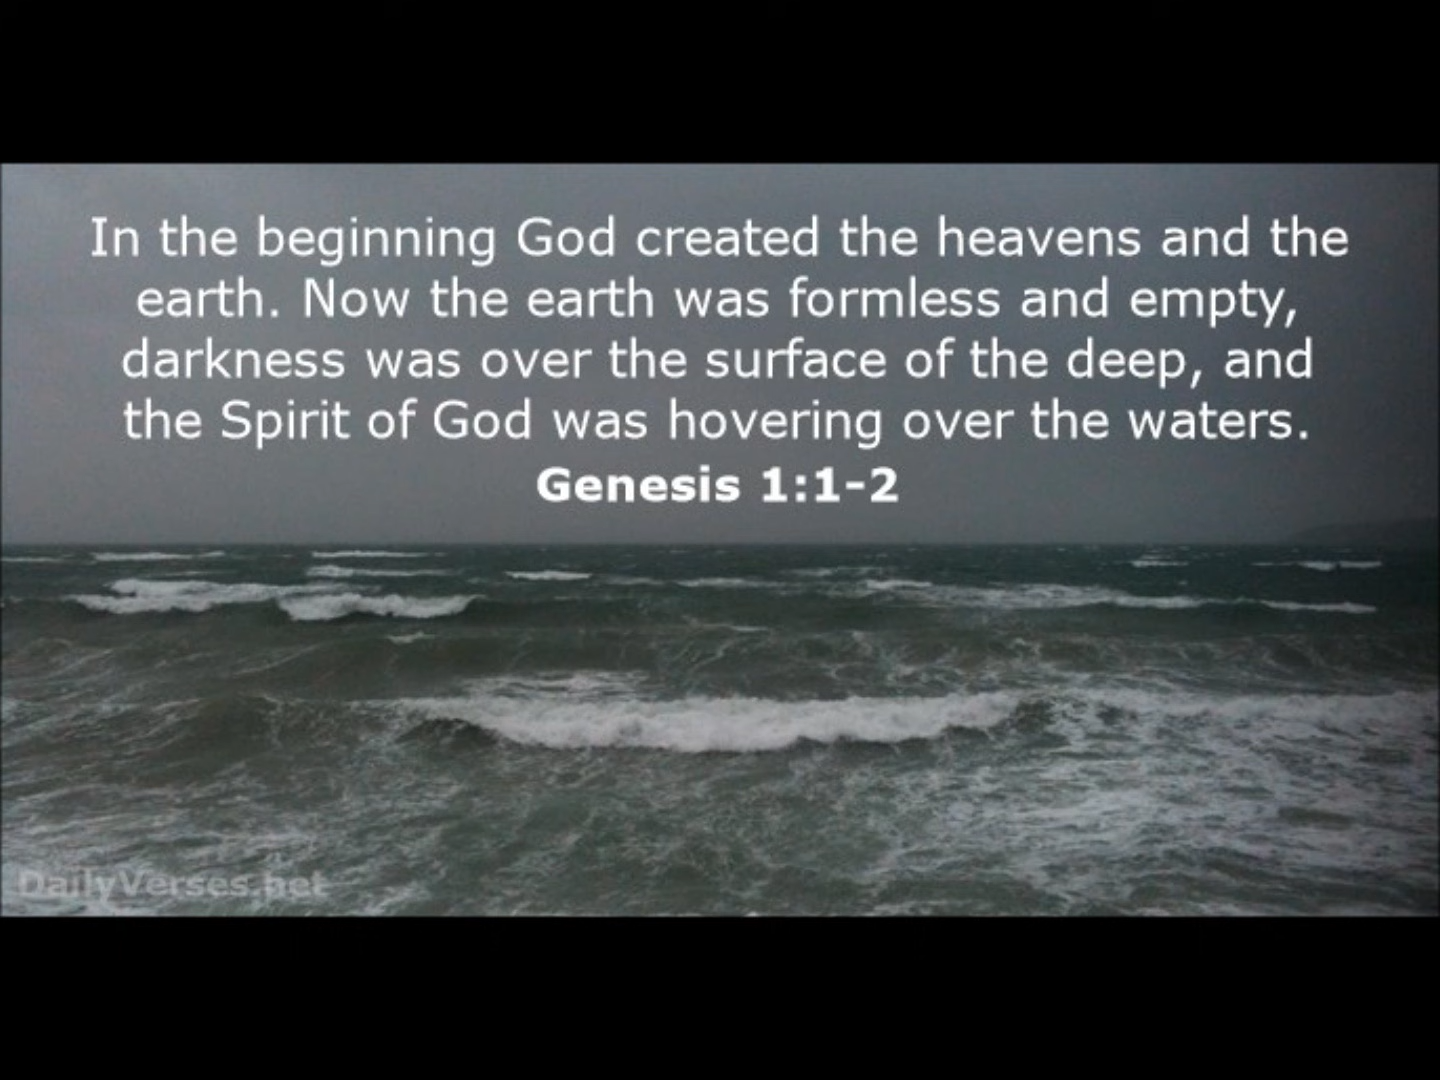 In the beginning God created the heavens and the
earth. Now the earth was formless and empty,
darkness was over the surface of the deep, and
the Spirit of God was hovering over the waters.
Genesis 1:1-2
DailyVerses.net